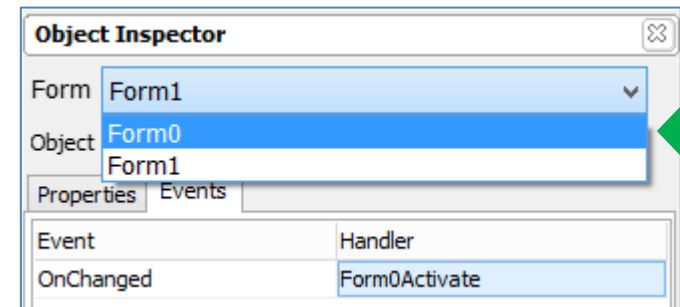 Object Inspector
Form Form1
Form0
Object
Form1
Properties Events
Event Handler
OnChanged Form0Activate